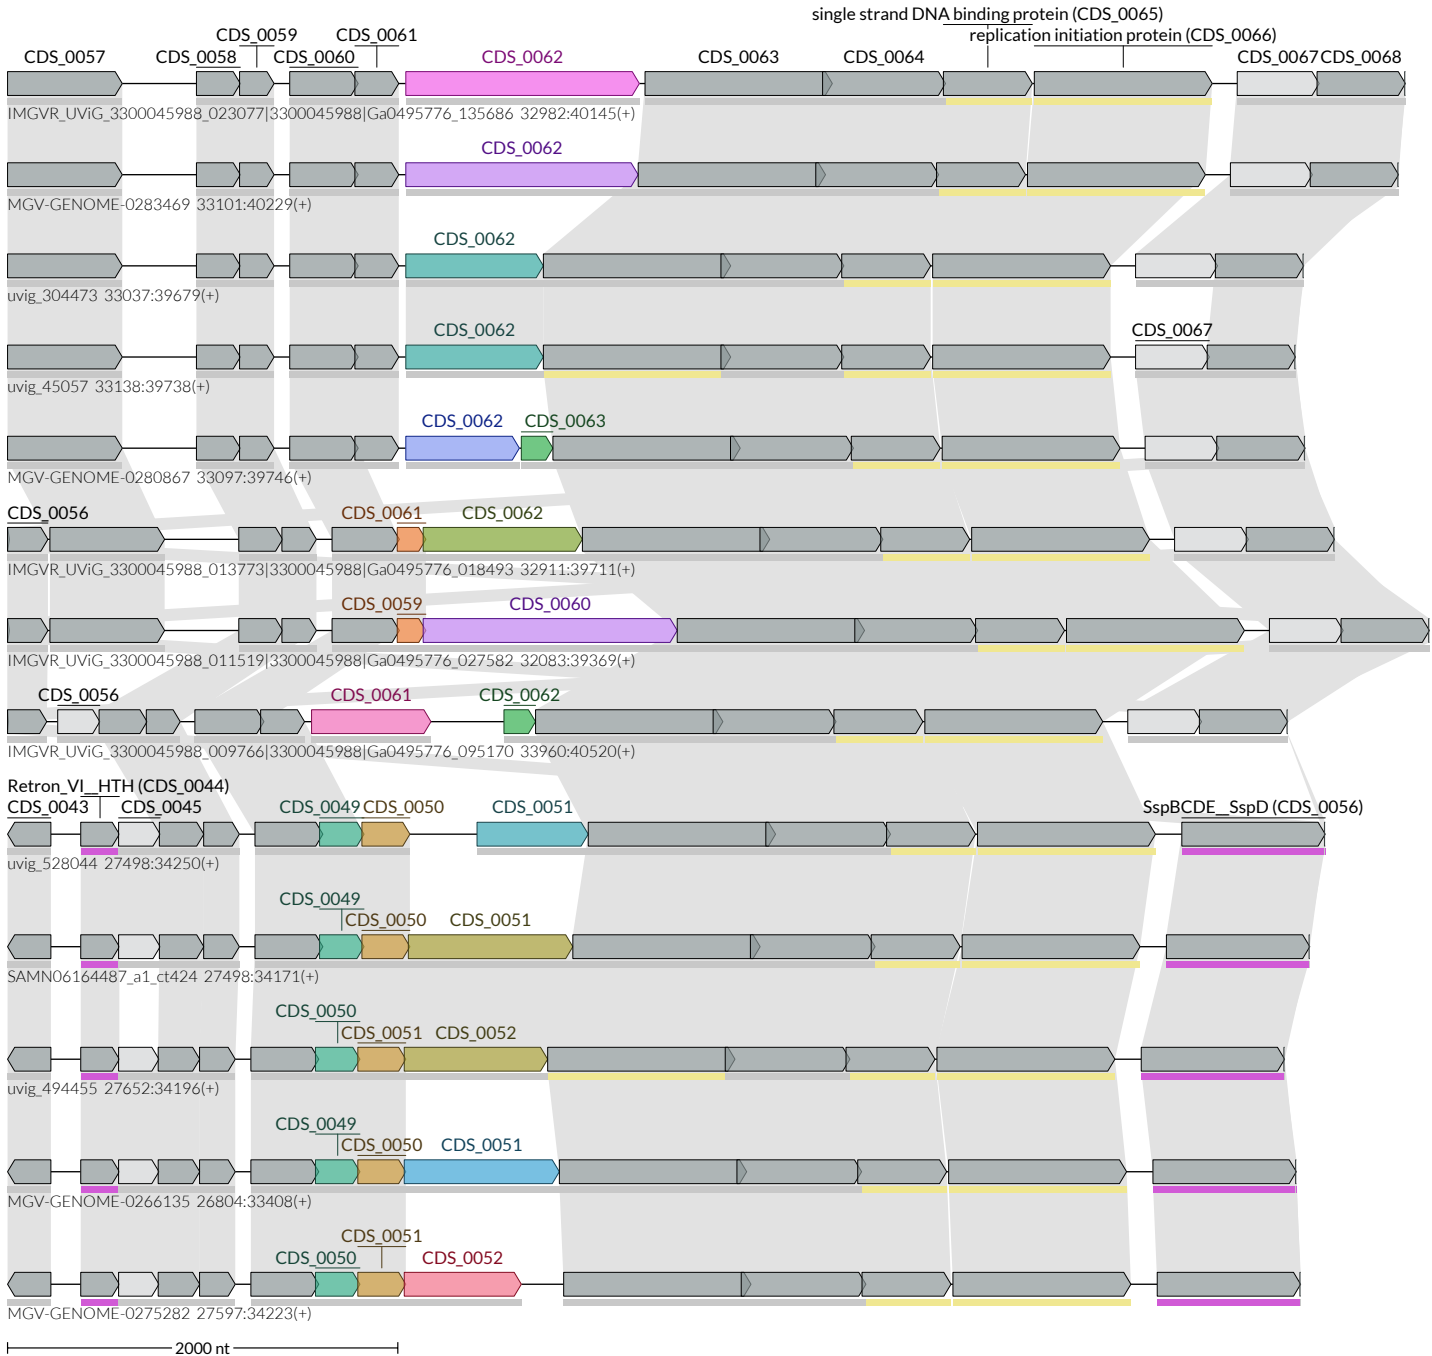 single strand DNA binding protein (CDS_0065)
CDS_0059 CDS_0061 replication initiation protein (CDS_0066)
CDS_0057 CDS_0058 CDS_0060 CDS_0062 CDS_0063 CDS_0064 CDS_0067 CDS_0068
IMGVR_UViG_3300045988_023077|3300045988|Ga0495776_135686 32982:40145(+)
CDS_0062
MGV-GENOME-0283469 33101:40229(+)
CDS_0062
uvig_304473 33037:39679(+)
CDS_0062 CDS_0067
uvig_45057 33138:39738(+)
CDS_0062 CDS_0063
MGV-GENOME-0280867 33097:39746(+)
CDS_0056 CDS_0061 CDS_0062
IMGVR_UViG_3300045988_013773|3300045988|Ga0495776_018493 32911:39711(+)
CDS_0059 CDS_0060
IMGVR_UViG_3300045988_011519|3300045988|Ga0495776_027582 32083:39369(+)
CDS_0056 CDS_0061 CDS_0062
IMGVR_UViG_3300045988_009766|3300045988|Ga0495776_095170 33960:40520(+)
Retron_VI__HTH (CDS_0044)
CDS_0043 CDS_0045 CDS_0049 CDS_0050 CDS_0051 SspBCDE__SspD (CDS_0056)
uvig_528044 27498:34250(+)
CDS_0049
CDS_0050 CDS_0051
SAMN06164487_a1_ct424 27498:34171(+)
CDS_0050
CDS_0051 CDS_0052
uvig_494455 27652:34196(+)
CDS_0049
CDS_0050 CDS_0051
MGV-GENOME-0266135 26804:33408(+)
CDS_0051
CDS_0050 CDS_0052
MGV-GENOME-0275282 27597:34223(+)
2000 nt